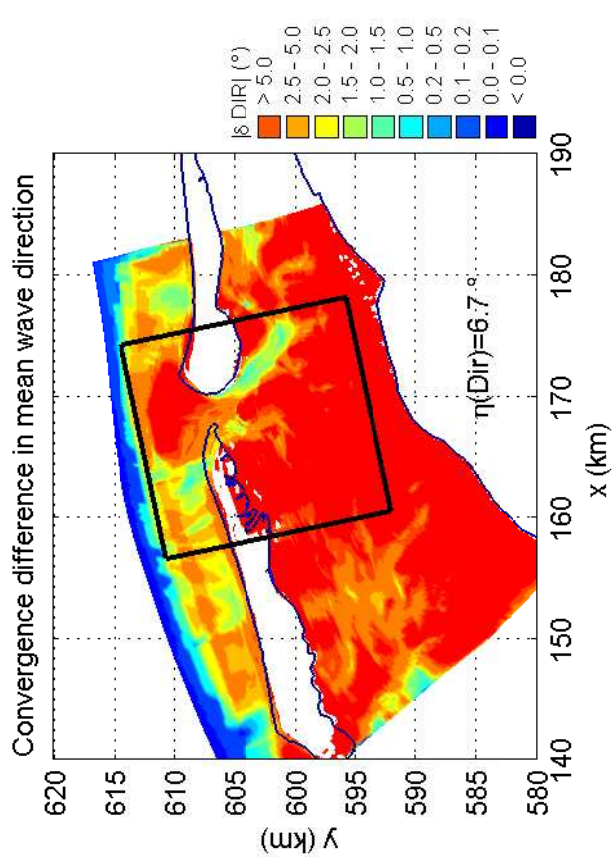 Convergence difference in mean wave direction
620
615
610
605
600
595
590
585
580
y (km)
140
150
160
170
180
190
x (km)
η(Dir)=6.7 °
|δ DIR| (°)
> 5.0
2.5 - 5.0
2.0 - 2.5
1.5 - 2.0
1.0 - 1.5
0.5 - 1.0
0.2 - 0.5
0.1 - 0.2
0.0 - 0.1
< 0.0